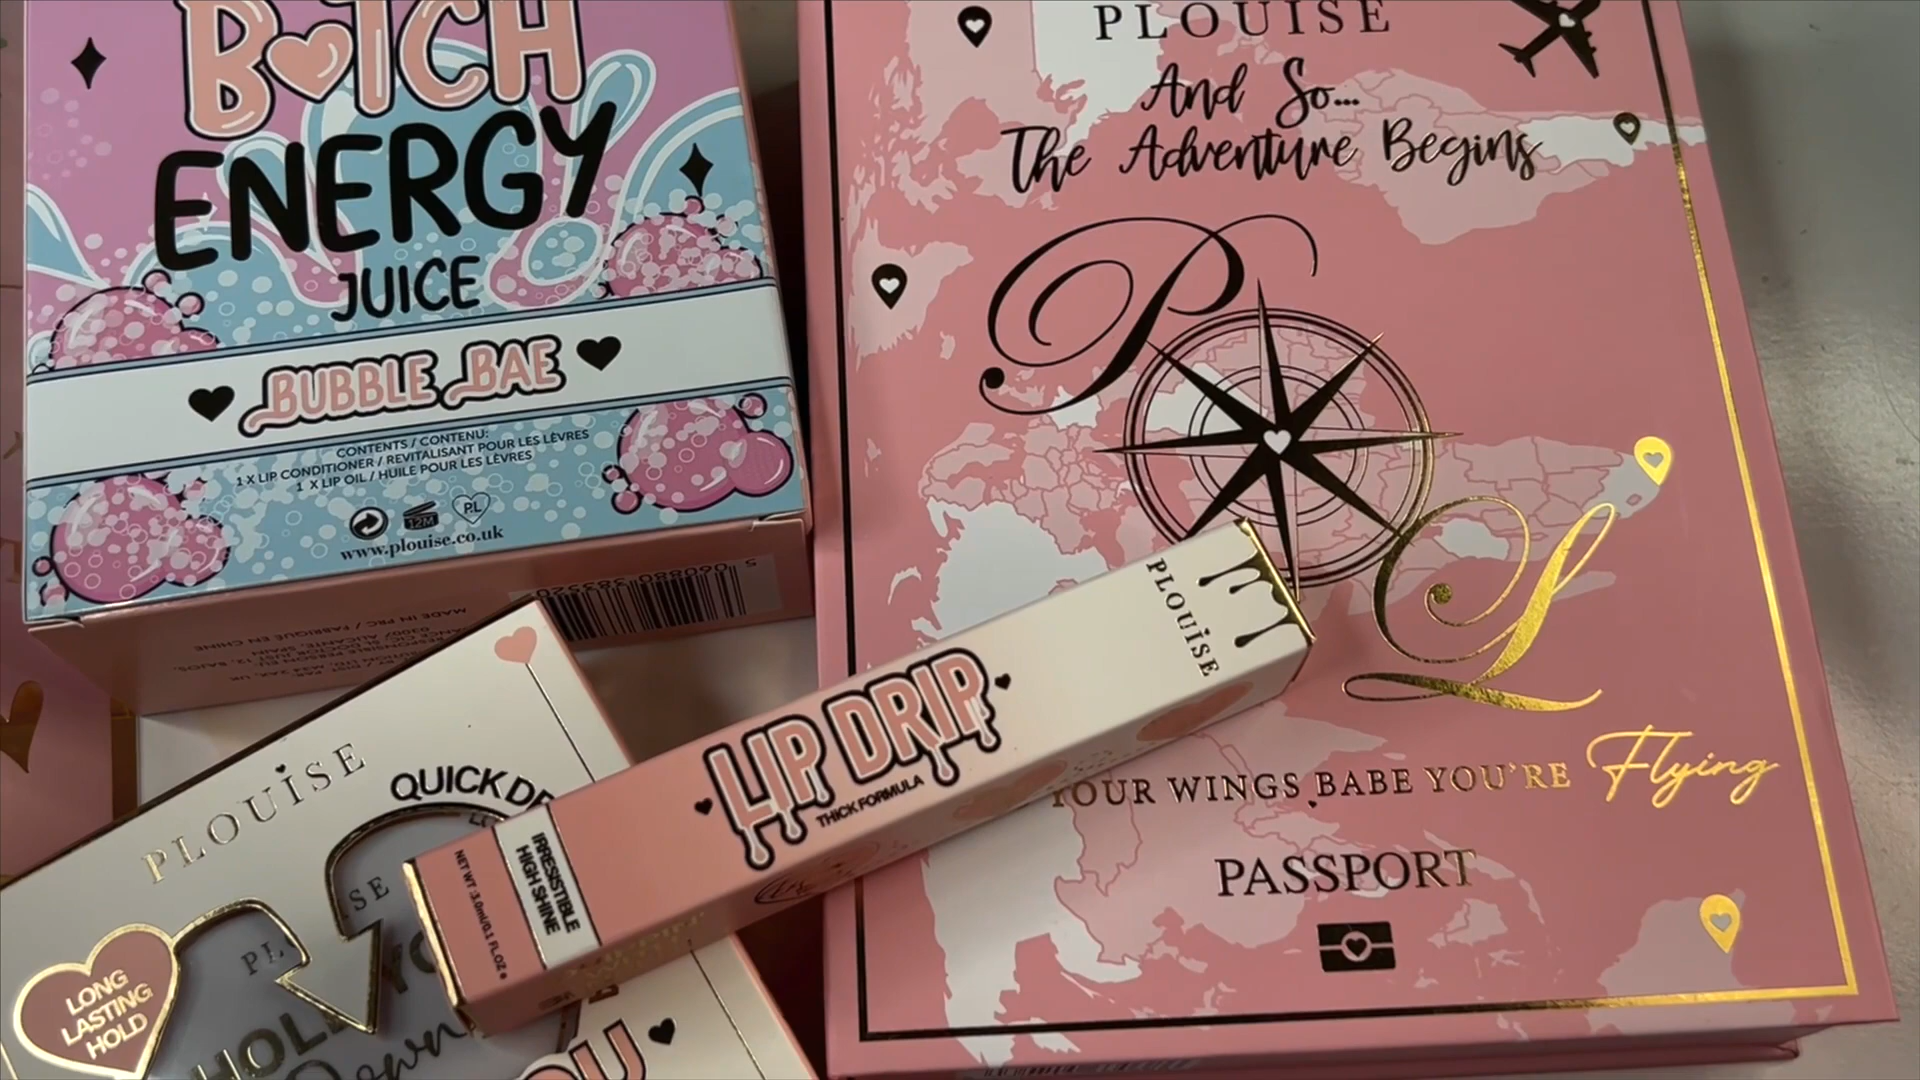 B♥TCH
ENERGY
JUICE
♥ BUBBLE BAE ♥
CONTENTS / CONTENU:
1 X LIP CONDITIONER / REVITALISANT POUR LES LÈVRES
1 X LIP OIL / HUILE POUR LES LÈVRES
12M
PL
www.plouise.co.uk
5 060880 383520
MADE IN PRC / FABRIQUÉ EN CHINE
PLOUISE
And So...
The Adventure Begins
P
L
YOUR WINGS BABE YOU'RE Flying
PASSPORT
PLOUISE
LIP DRIP
THICK FORMULA
IRRESISTIBLE
HIGH SHINE
NET WT :3.0ml/0.1 FL.OZ e
PLOUISE
QUICK
LONG
LASTING
HOLD